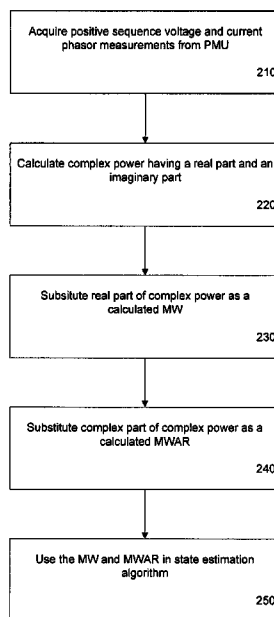 Acquire positive sequence voltage and current
phasor measurements from PMU
210
Calculate complex power having a real part and an
imaginary part
220
Subsitute real part of complex power as a
calculated MW
230
Substitute complex part of complex power as a
calculated MWAR
240
Use the MW and MWAR in state estimation
algorithm
250